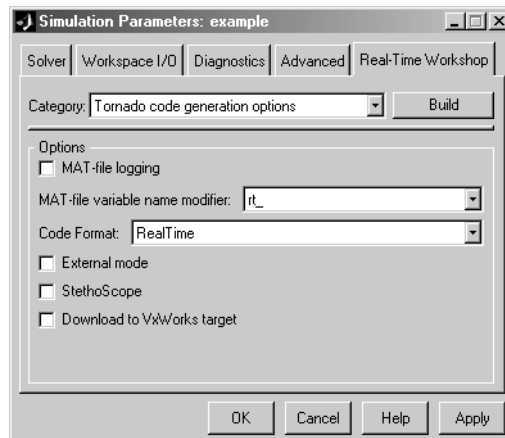 Simulation Parameters: example
Solver Workspace I/O Diagnostics Advanced Real-Time Workshop
Category: Tornado code generation options Build
Options
MAT-file logging
MAT-file variable name modifier: rt_
Code Format: RealTime
External mode
StethoScope
Download to VxWorks target
OK Cancel Help Apply